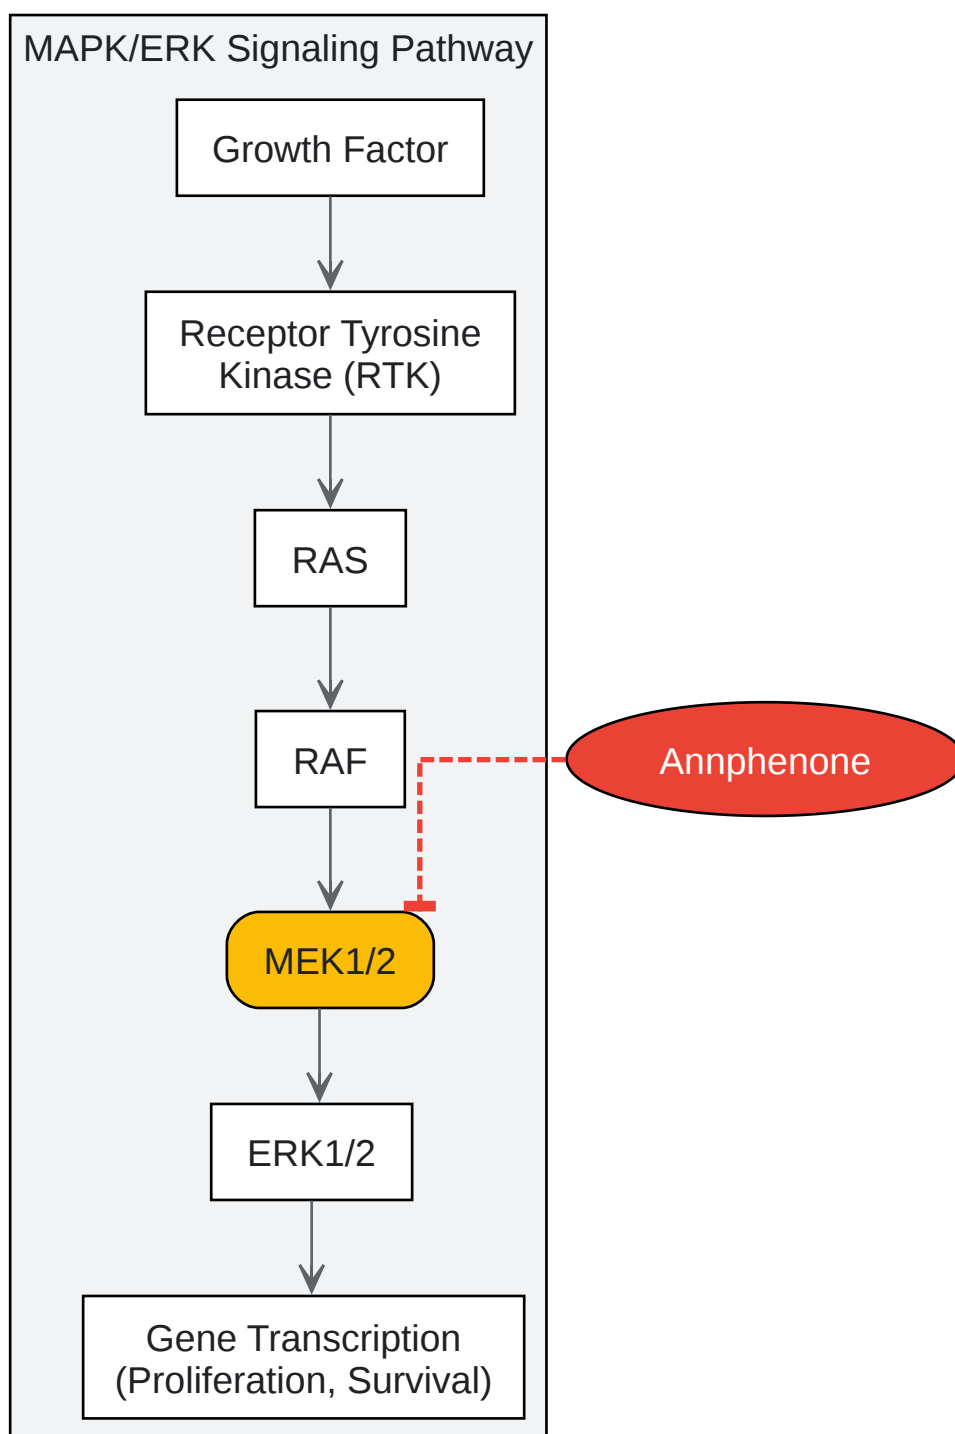 MAPK/ERK Signaling Pathway
Growth Factor
Receptor Tyrosine
Kinase (RTK)
RAS
RAF
Annphenone
MEK1/2
ERK1/2
Gene Transcription
(Proliferation, Survival)